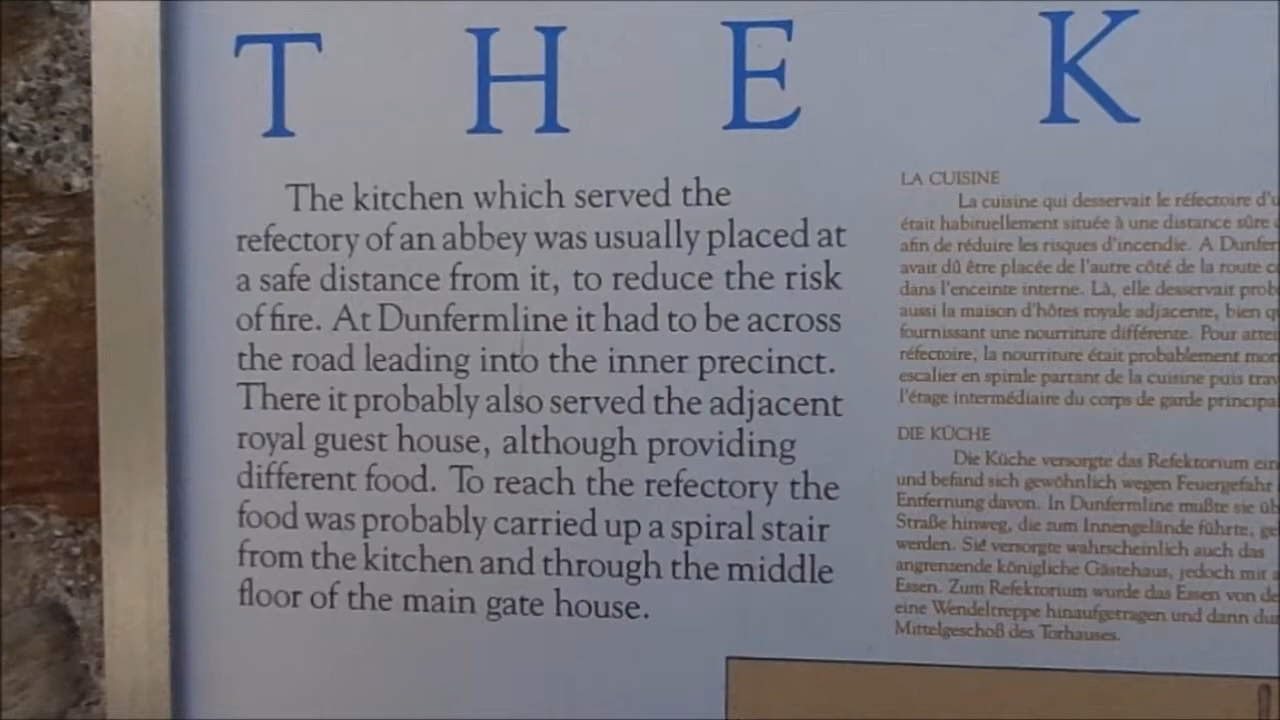 THE K
The kitchen which served the
refectory of an abbey was usually placed at
a safe distance from it, to reduce the risk
of fire. At Dunfermline it had to be across
the road leading into the inner precinct.
There it probably also served the adjacent
royal guest house, although providing
different food. To reach the refectory the
food was probably carried up a spiral stair
from the kitchen and through the middle
floor of the main gate house.
LA CUISINE
La cuisine qui desservait le réfectoire
était habituellement située à une distance sûre
afin de réduire les risques d'incendie. A
avait dû être placée de l'autre côté de la route
dans l'enceinte interne. Là, elle desservait
aussi la maison d'hôtes royale adjacente, bien
fournissant une nourriture différente. Pour
réfectoire, la nourriture était probablement
escalier en spirale partant de la cuisine puis
l'étage intermédiaire du corps de garde
DIE KÜCHE
Die Küche versorgte das Refektorium
und befand sich gewöhnlich wegen Feuergefahr
Entfernung davon. In Dunfermline mußte sie
Straße hinweg, die zum Innengelände führte,
werden. Sie versorgte wahrscheinlich auch das
angrenzende königliche Gästehaus, jedoch mit
Essen. Zum Refektorium wurde das Essen von
eine Wendeltreppe hinaufgetragen und dann
Mittelgeschoß des Torhauses.